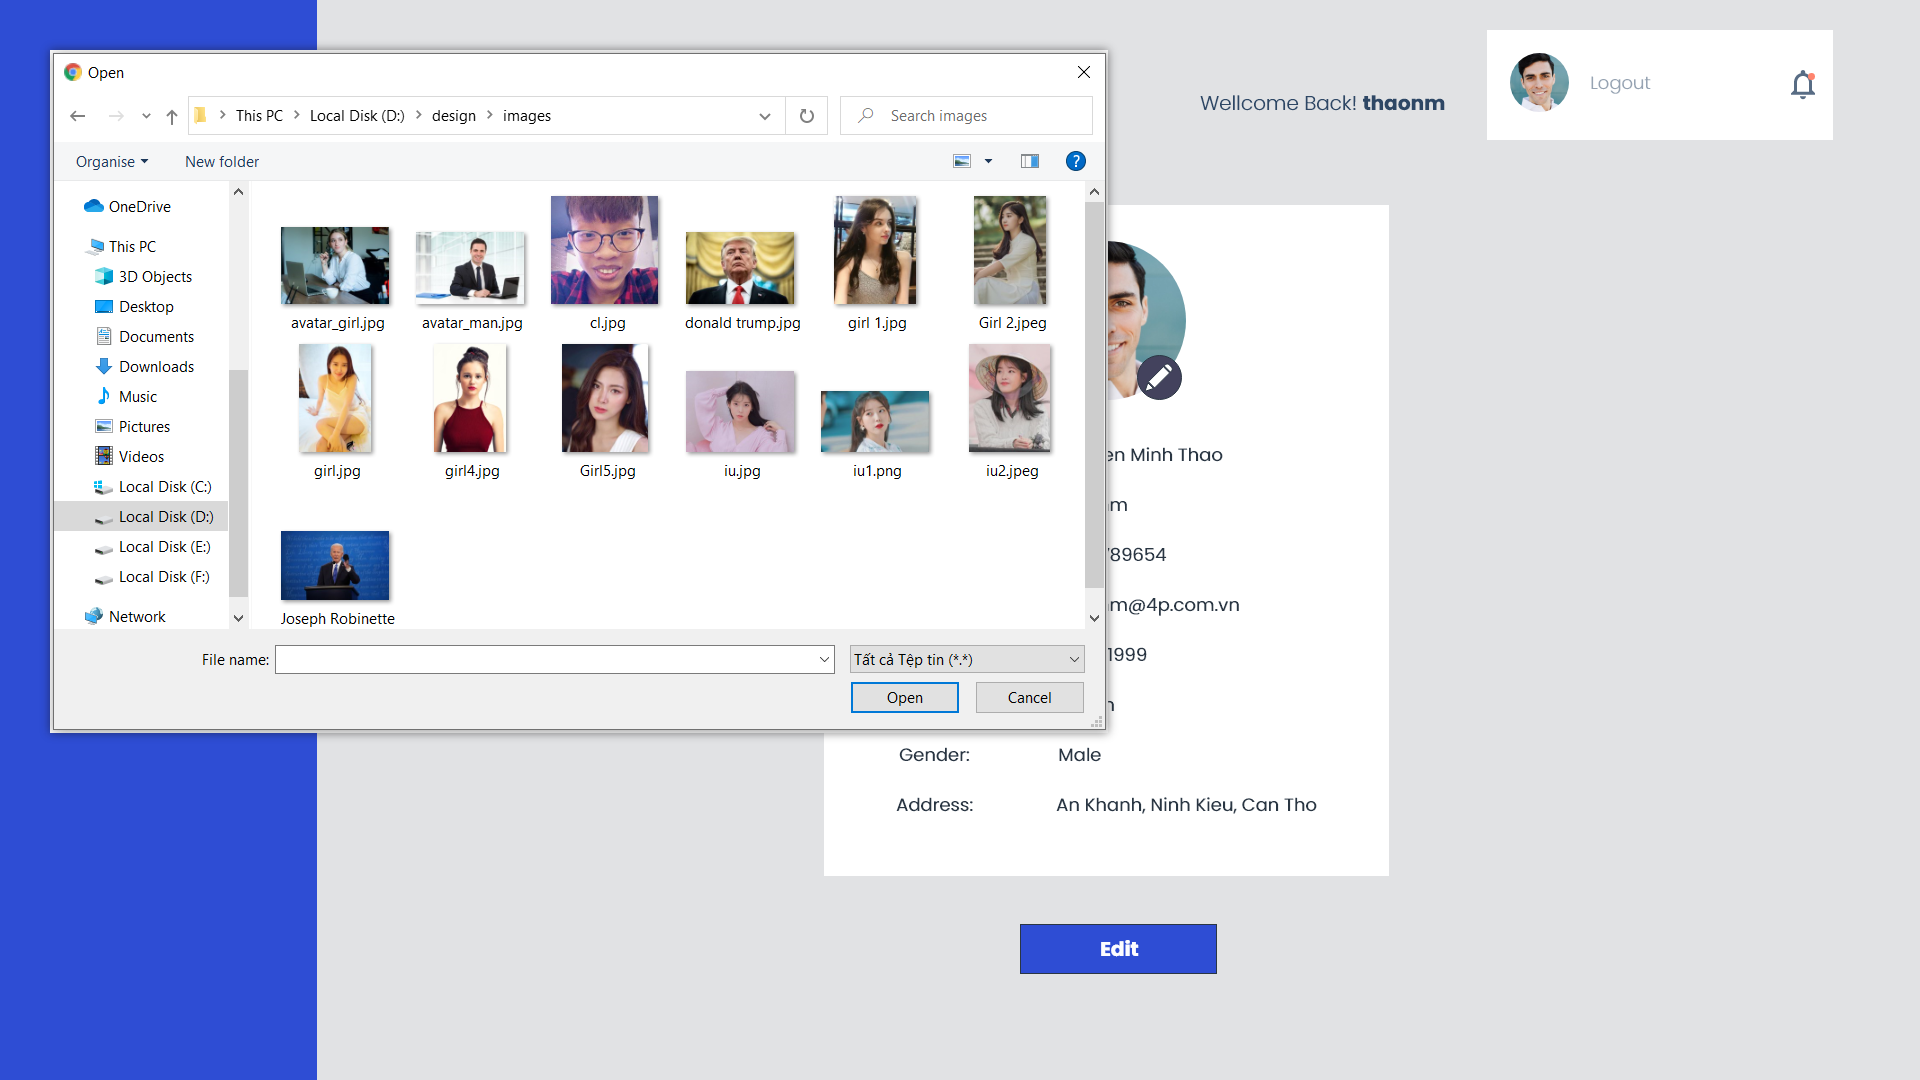 Open
This PC
Local Disk (D:)
design
images
Search images
Organise
New folder
OneDrive
This PC
3D Objects
Desktop
Documents
Downloads
Music
Pictures
Videos
Local Disk (C:)
Local Disk (D:)
Local Disk (E:)
Local Disk (F:)
Network
avatar_girl.jpg
avatar_man.jpg
cl.jpg
donald trump.jpg
girl 1.jpg
Girl 2.jpeg
girl.jpg
girl4.jpg
Girl5.jpg
iu.jpg
iu1.png
iu2.jpeg
Joseph Robinette
File name:
Tất cả Tệp tin (*.*)
Open
Cancel
Wellcome Back! thaonm
Logout
en Minh Thao
m
789654
m@4p.com.vn
1999
n
Gender: Male
Address: An Khanh, Ninh Kieu, Can Tho
Edit